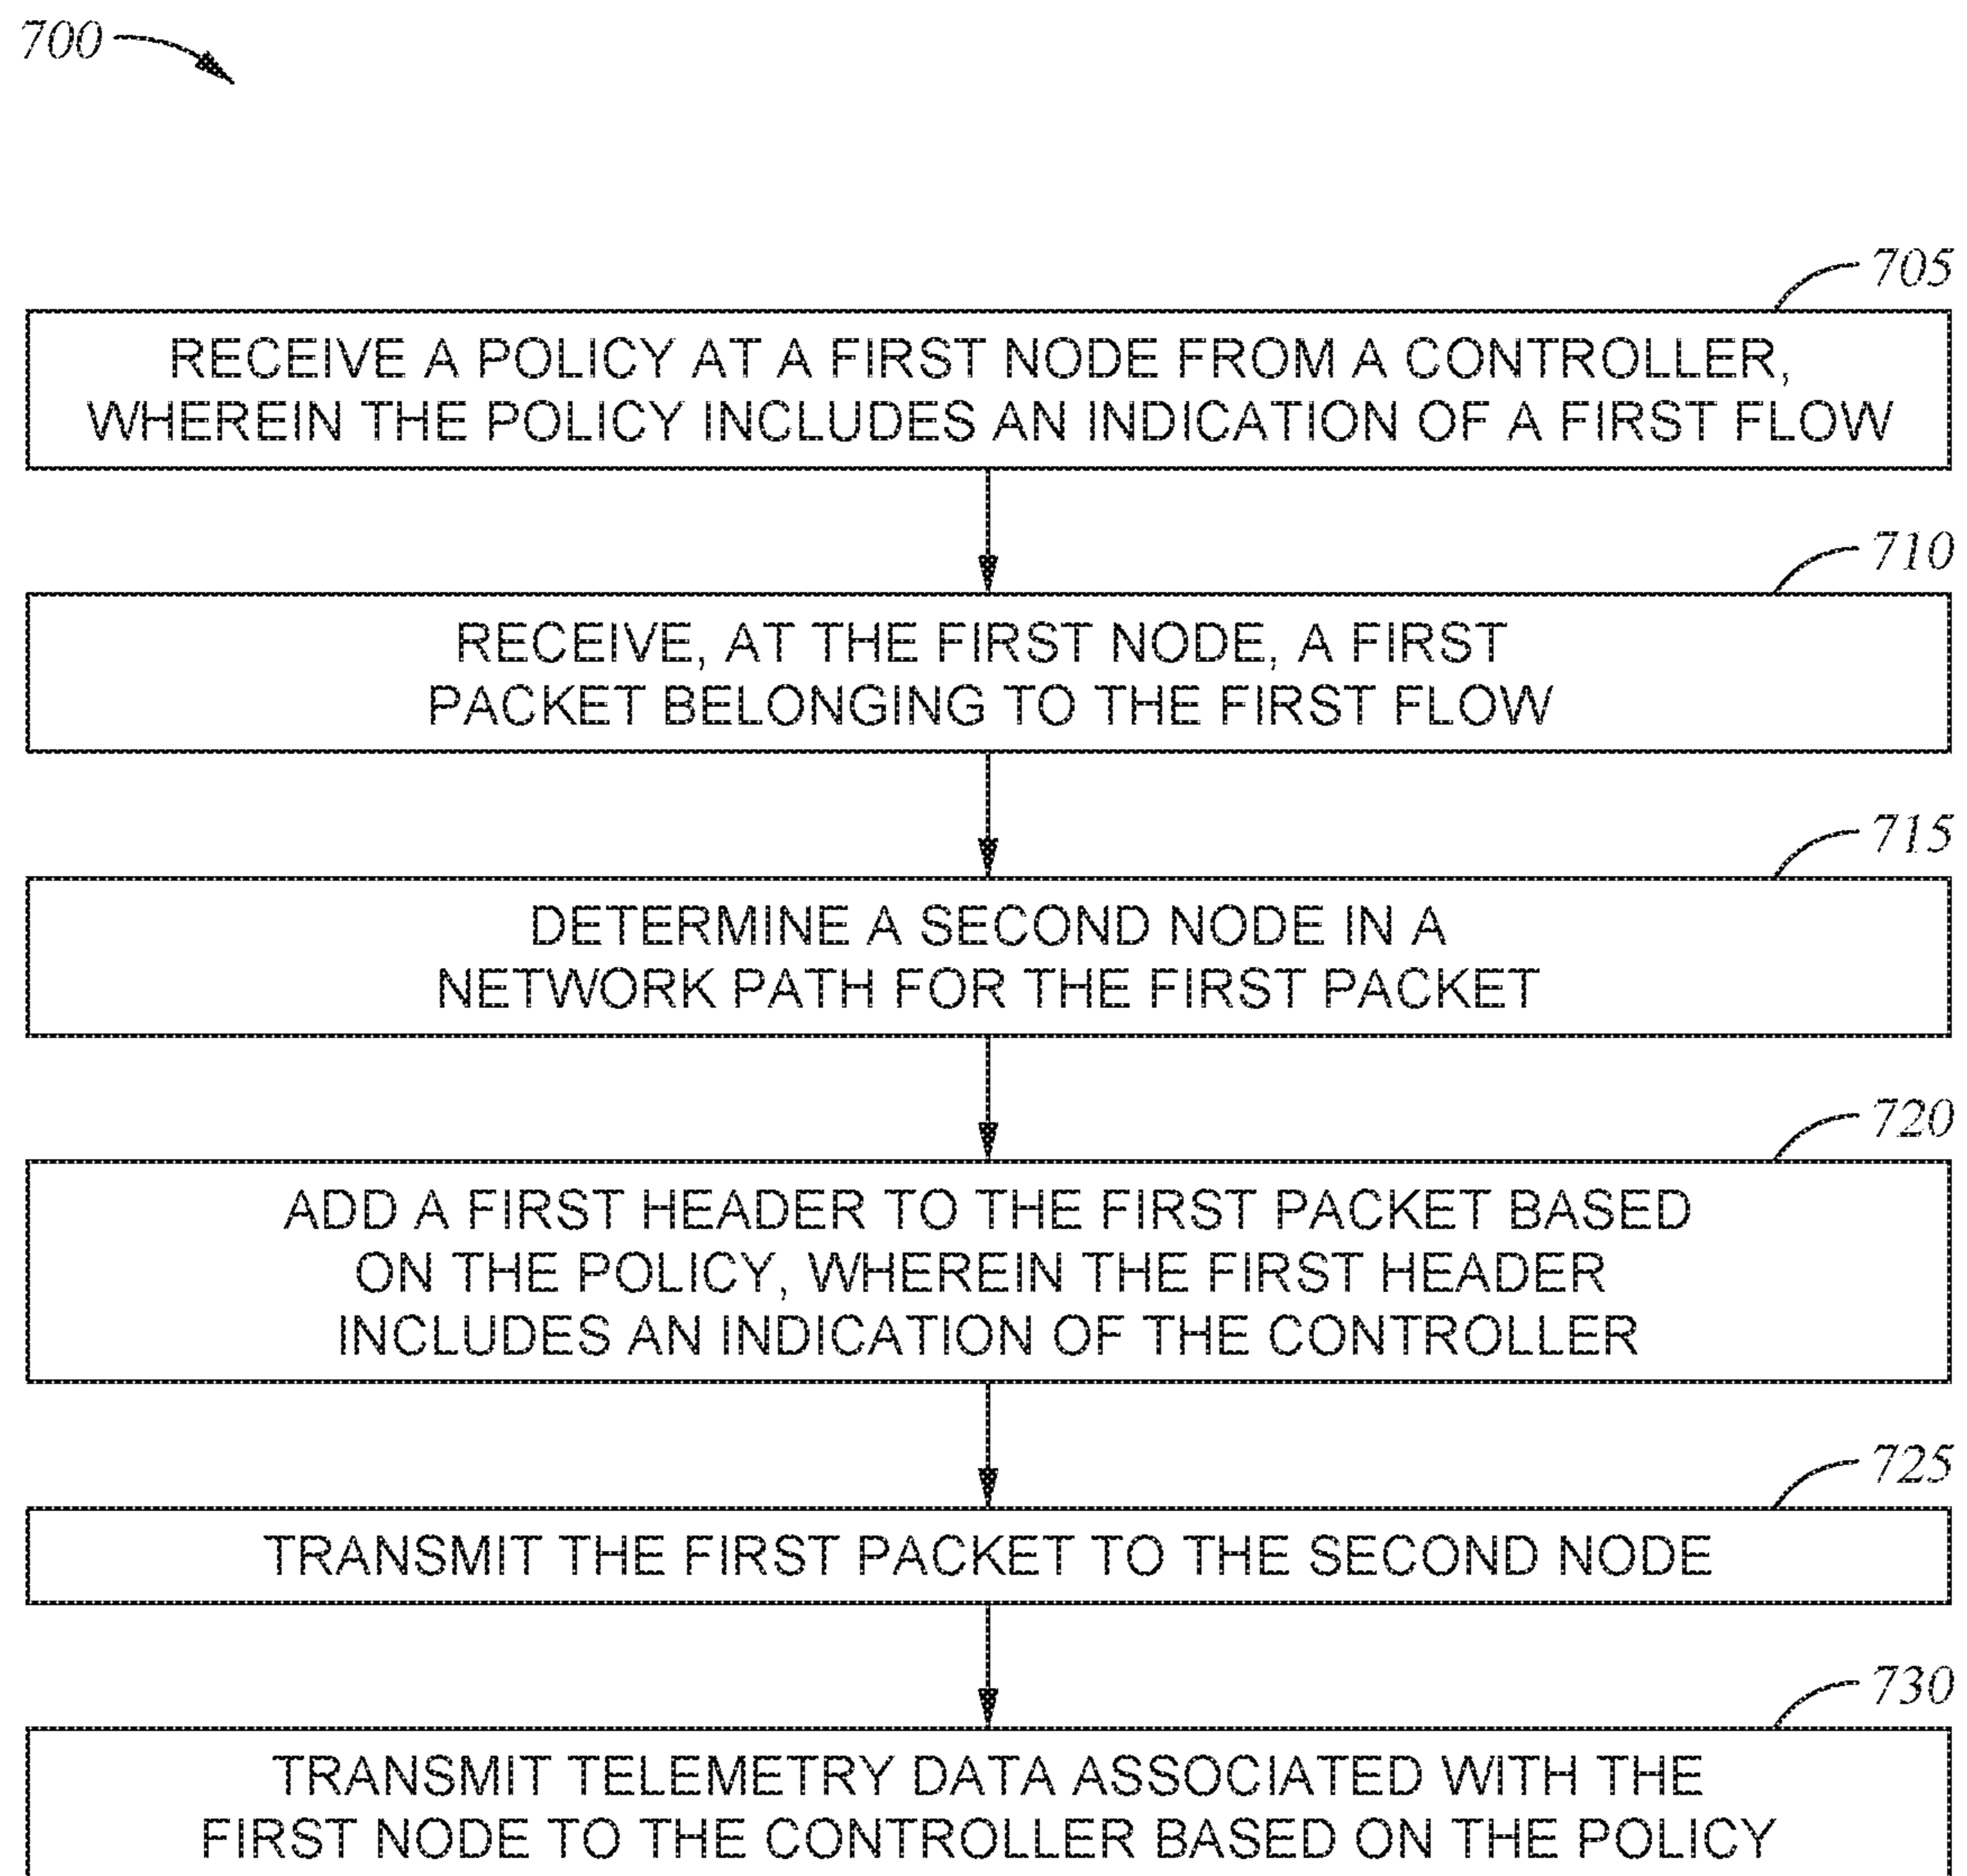 700
705
RECEIVE A POLICY AT A FIRST NODE FROM A CONTROLLER,
WHEREIN THE POLICY INCLUDES AN INDICATION OF A FIRST FLOW
710
RECEIVE, AT THE FIRST NODE, A FIRST
PACKET BELONGING TO THE FIRST FLOW
715
DETERMINE A SECOND NODE IN A
NETWORK PATH FOR THE FIRST PACKET
720
ADD A FIRST HEADER TO THE FIRST PACKET BASED
ON THE POLICY, WHEREIN THE FIRST HEADER
INCLUDES AN INDICATION OF THE CONTROLLER
725
TRANSMIT THE FIRST PACKET TO THE SECOND NODE
730
TRANSMIT TELEMETRY DATA ASSOCIATED WITH THE
FIRST NODE TO THE CONTROLLER BASED ON THE POLICY